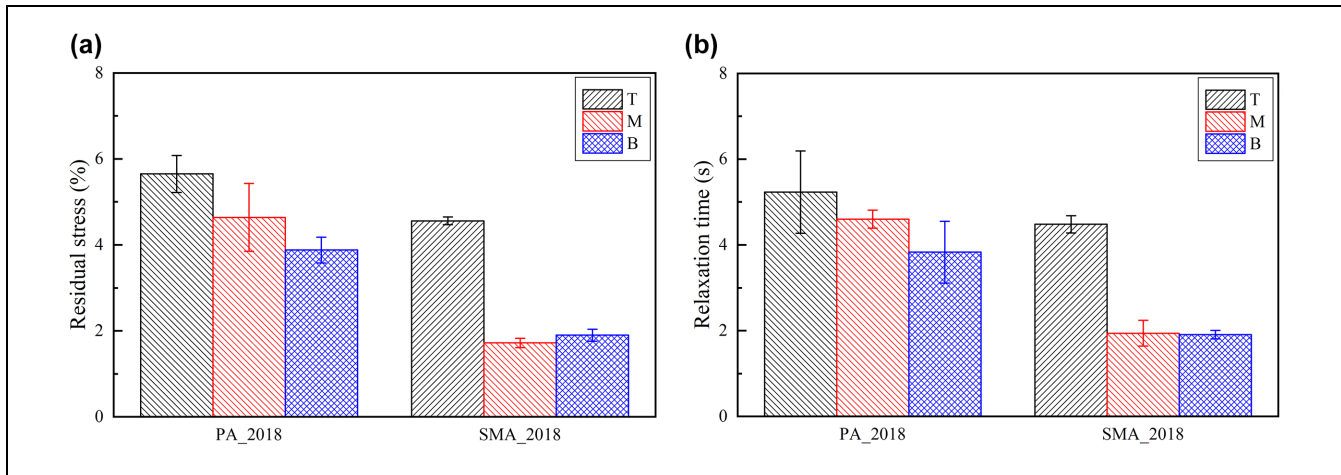 (a)
8
6
4
2
0
Residual stress (%)
T
M
B
PA_2018
SMA_2018
(b)
8
6
4
2
0
Relaxation time (s)
T
M
B
PA_2018
SMA_2018